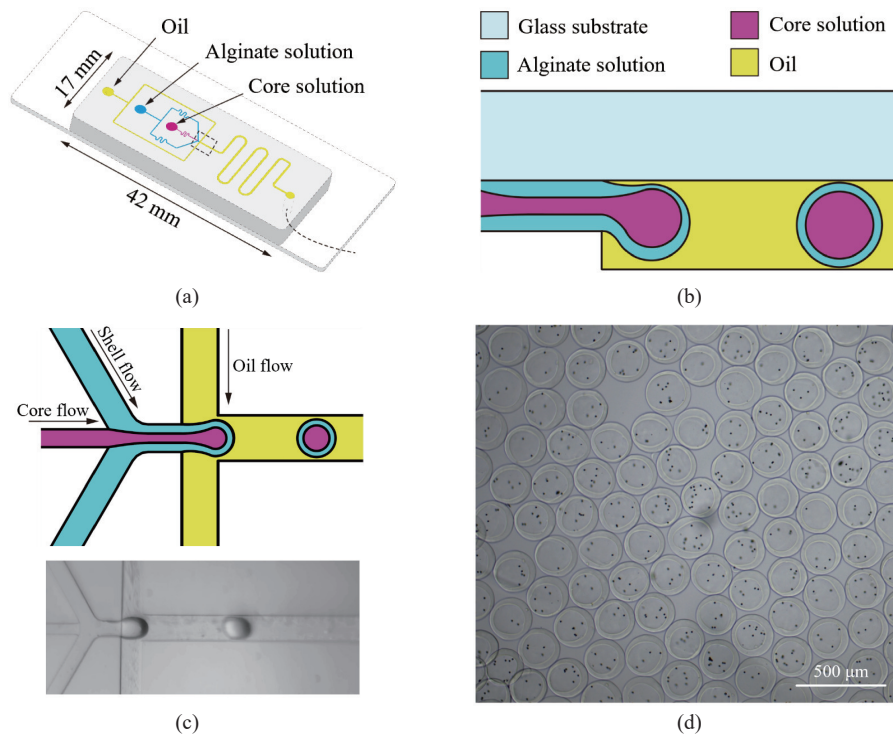 Oil
Alginate solution
Core solution
17 mm
42 mm
(a)
Glass substrate
Core solution
Alginate solution
Oil
(b)
Shell flow
Oil flow
Core flow
(c)
500 μm
(d)